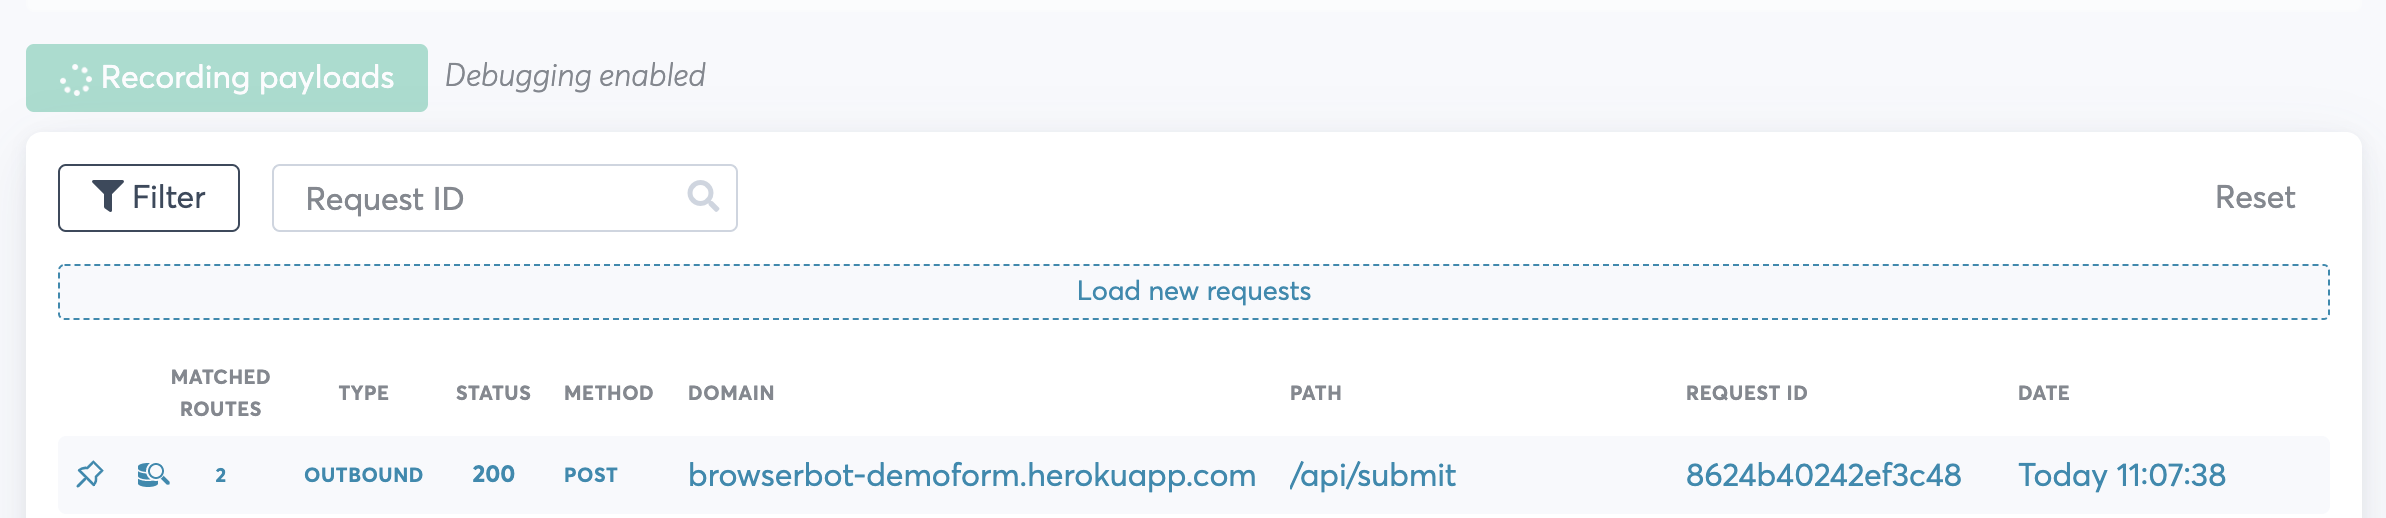 Recording payloads Debugging enabled
Filter Request ID Reset
Load new requests
MATCHED ROUTES TYPE STATUS METHOD DOMAIN PATH REQUEST ID DATE
2 OUTBOUND 200 POST browserbot-demoform.herokuapp.com /api/submit 8624b40242ef3c48 Today 11:07:38